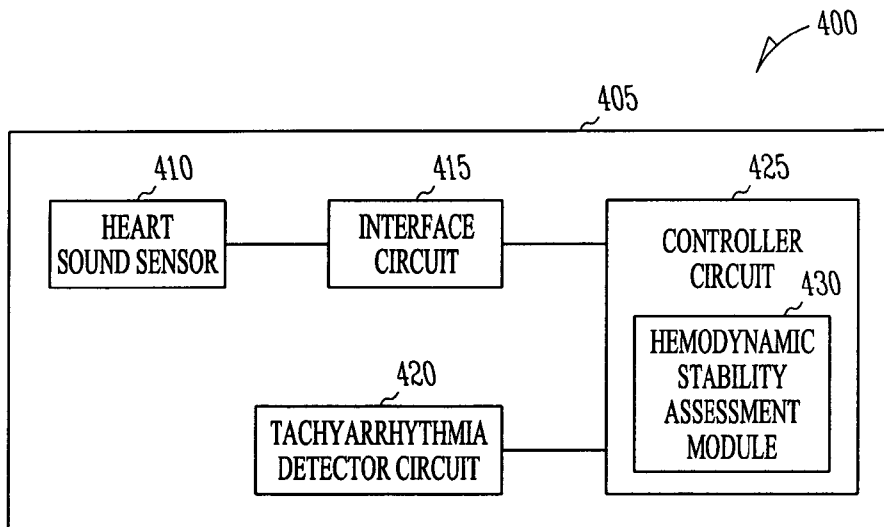 400
405
410
HEART
SOUND SENSOR
415
INTERFACE
CIRCUIT
425
CONTROLLER
CIRCUIT
430
HEMODYNAMIC
STABILITY
ASSESSMENT
MODULE
420
TACHYARRHYTHMIA
DETECTOR CIRCUIT